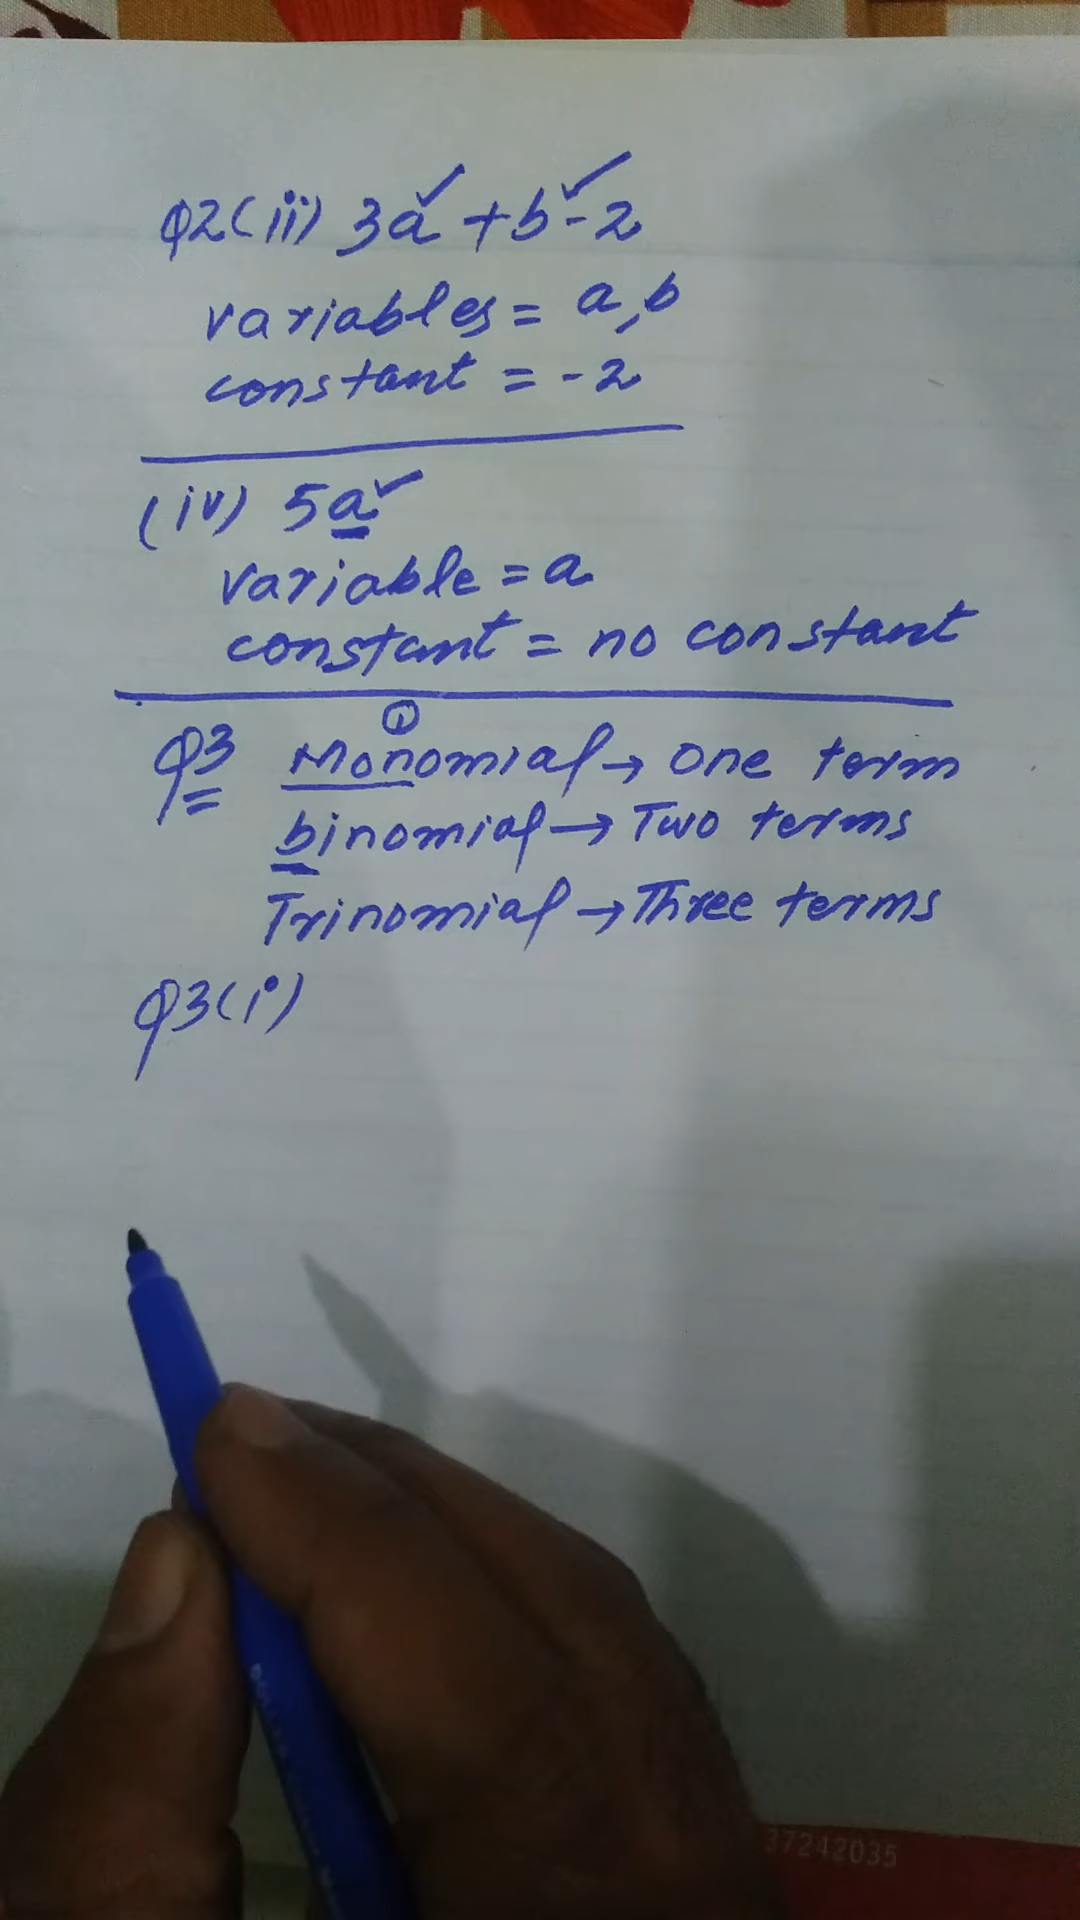 Q2(ii) 3a + b - 2
variables = a, b
constant = -2
(iv) 5a
variable = a
constant = no constant
①
Q3 Monomial → one term
binomial → Two terms
Trinomial → Three terms
Q3(i)
37242035